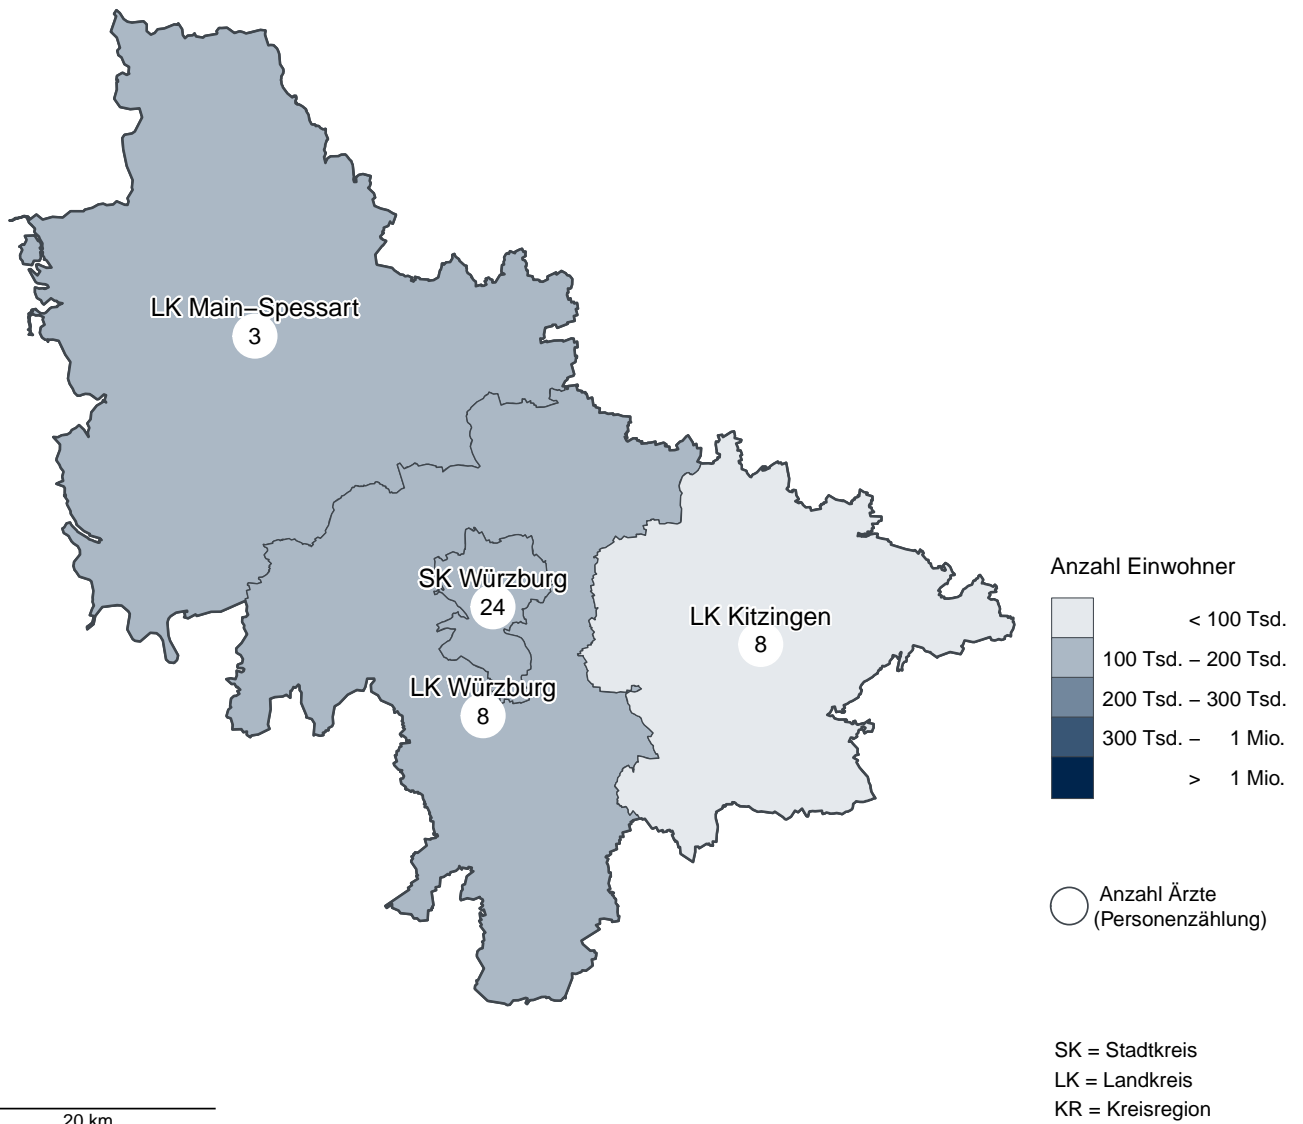 LK Main−Spessart
3
SK Würzburg
24
LK Kitzingen
8
LK Würzburg
8
Anzahl Einwohner
< 100 Tsd.
100 Tsd. − 200 Tsd.
200 Tsd. − 300 Tsd.
300 Tsd. − 1 Mio.
> 1 Mio.
Anzahl Ärzte
(Personenzählung)
SK = Stadtkreis
LK = Landkreis
KR = Kreisregion
20 km